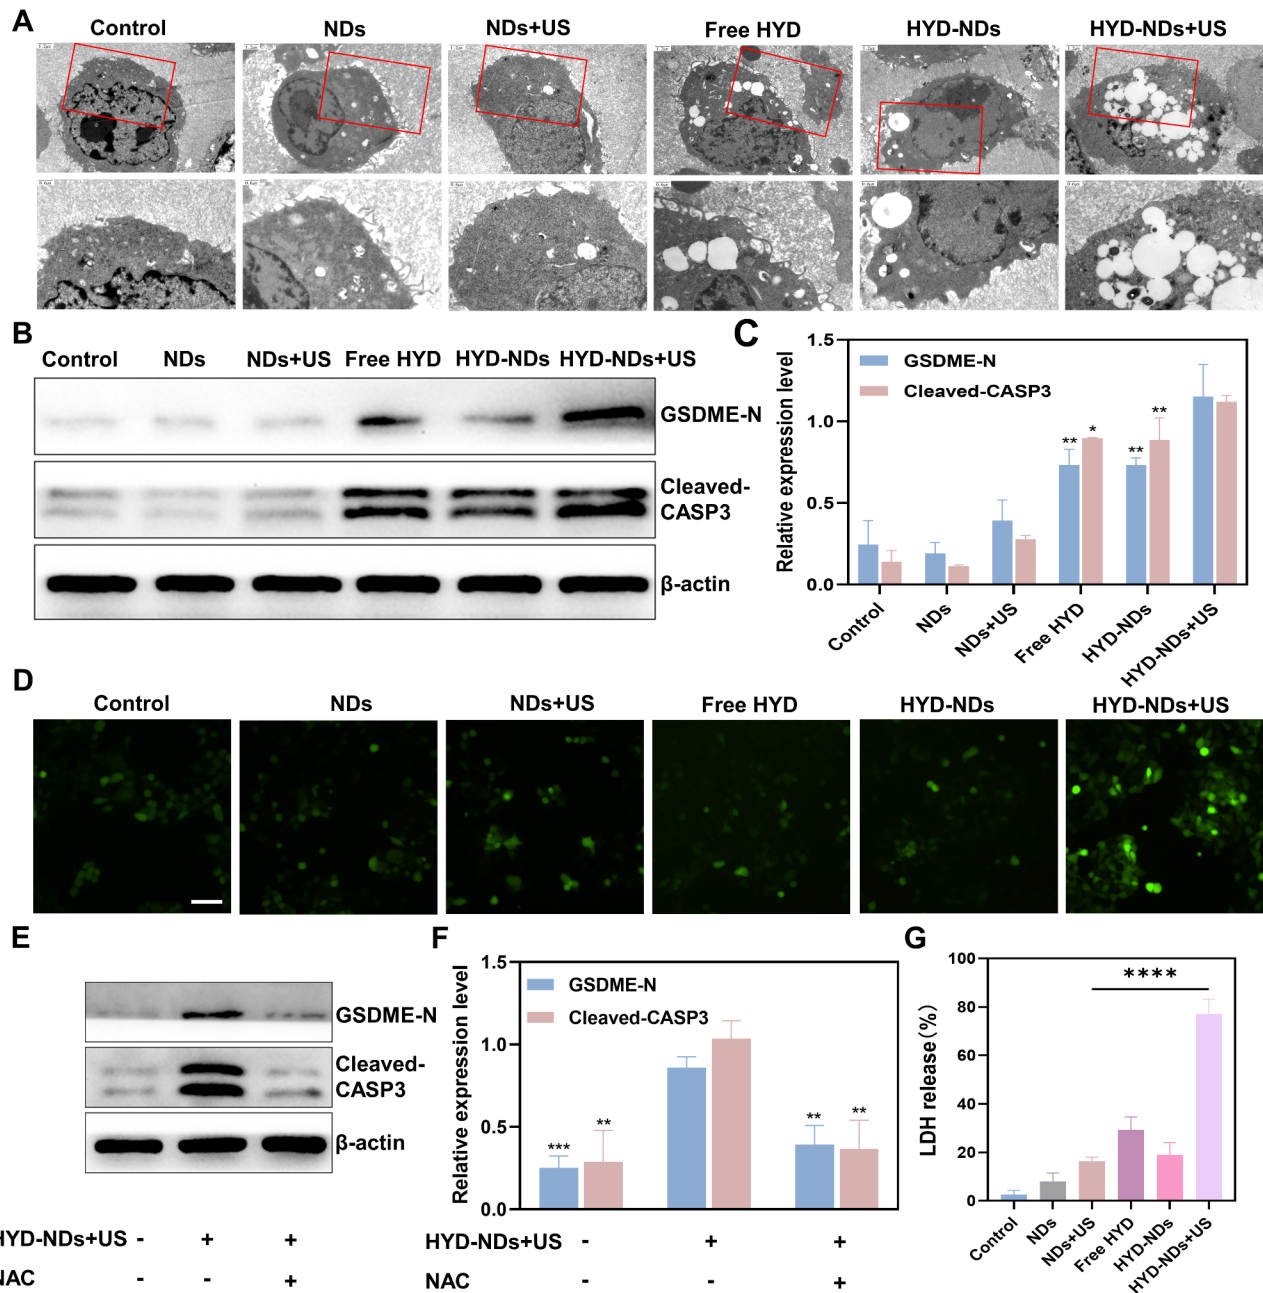 A
Control
NDs
NDs+US
Free HYD
HYD-NDs
HYD-NDs+US
B
Control
NDs
NDs+US
Free HYD
HYD-NDs
HYD-NDs+US
GSDME-N
Cleaved-
CASP3
β-actin
C
Relative expression level
1.5
1.0
0.5
0.0
GSDME-N
Cleaved-CASP3
**
*
**
**
Control
NDs
NDs+US
Free HYD
HYD-NDs
HYD-NDs+US
D
Control
NDs
NDs+US
Free HYD
HYD-NDs
HYD-NDs+US
E
GSDME-N
Cleaved-
CASP3
β-actin
HYD-NDs+US - + +
NAC - - +
F
Relative expression level
1.5
1.0
0.5
0.0
GSDME-N
Cleaved-CASP3
***
**
**
**
HYD-NDs+US - + +
NAC - - +
G
LDH release(%)
100
80
60
40
20
0
****
Control
NDs
NDs+US
Free HYD
HYD-NDs
HYD-NDs+US